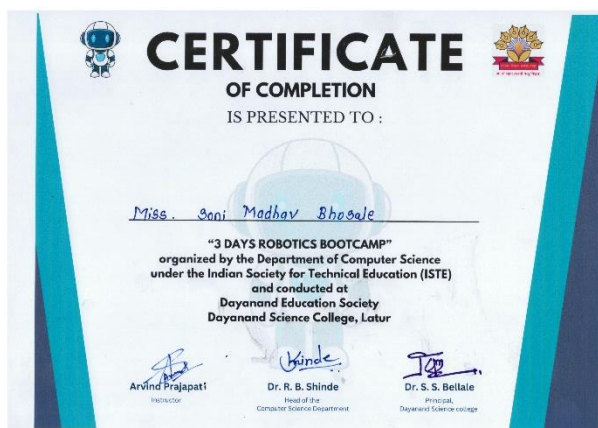 CERTIFICATE
OF COMPLETION
IS PRESENTED TO :
Miss. Soni Madhav Bhosale
“3 DAYS ROBOTICS BOOTCAMP”
organized by the Department of Computer Science
under the Indian Society for Technical Education (ISTE)
and conducted at
Dayanand Education Society
Dayanand Science College, Latur
Shinde
Arvind Prajapati
Instructor
Dr. R. B. Shinde
Head of the
Computer Science Department
Dr. S. S. Bellale
Principal,
Dayanand Science college